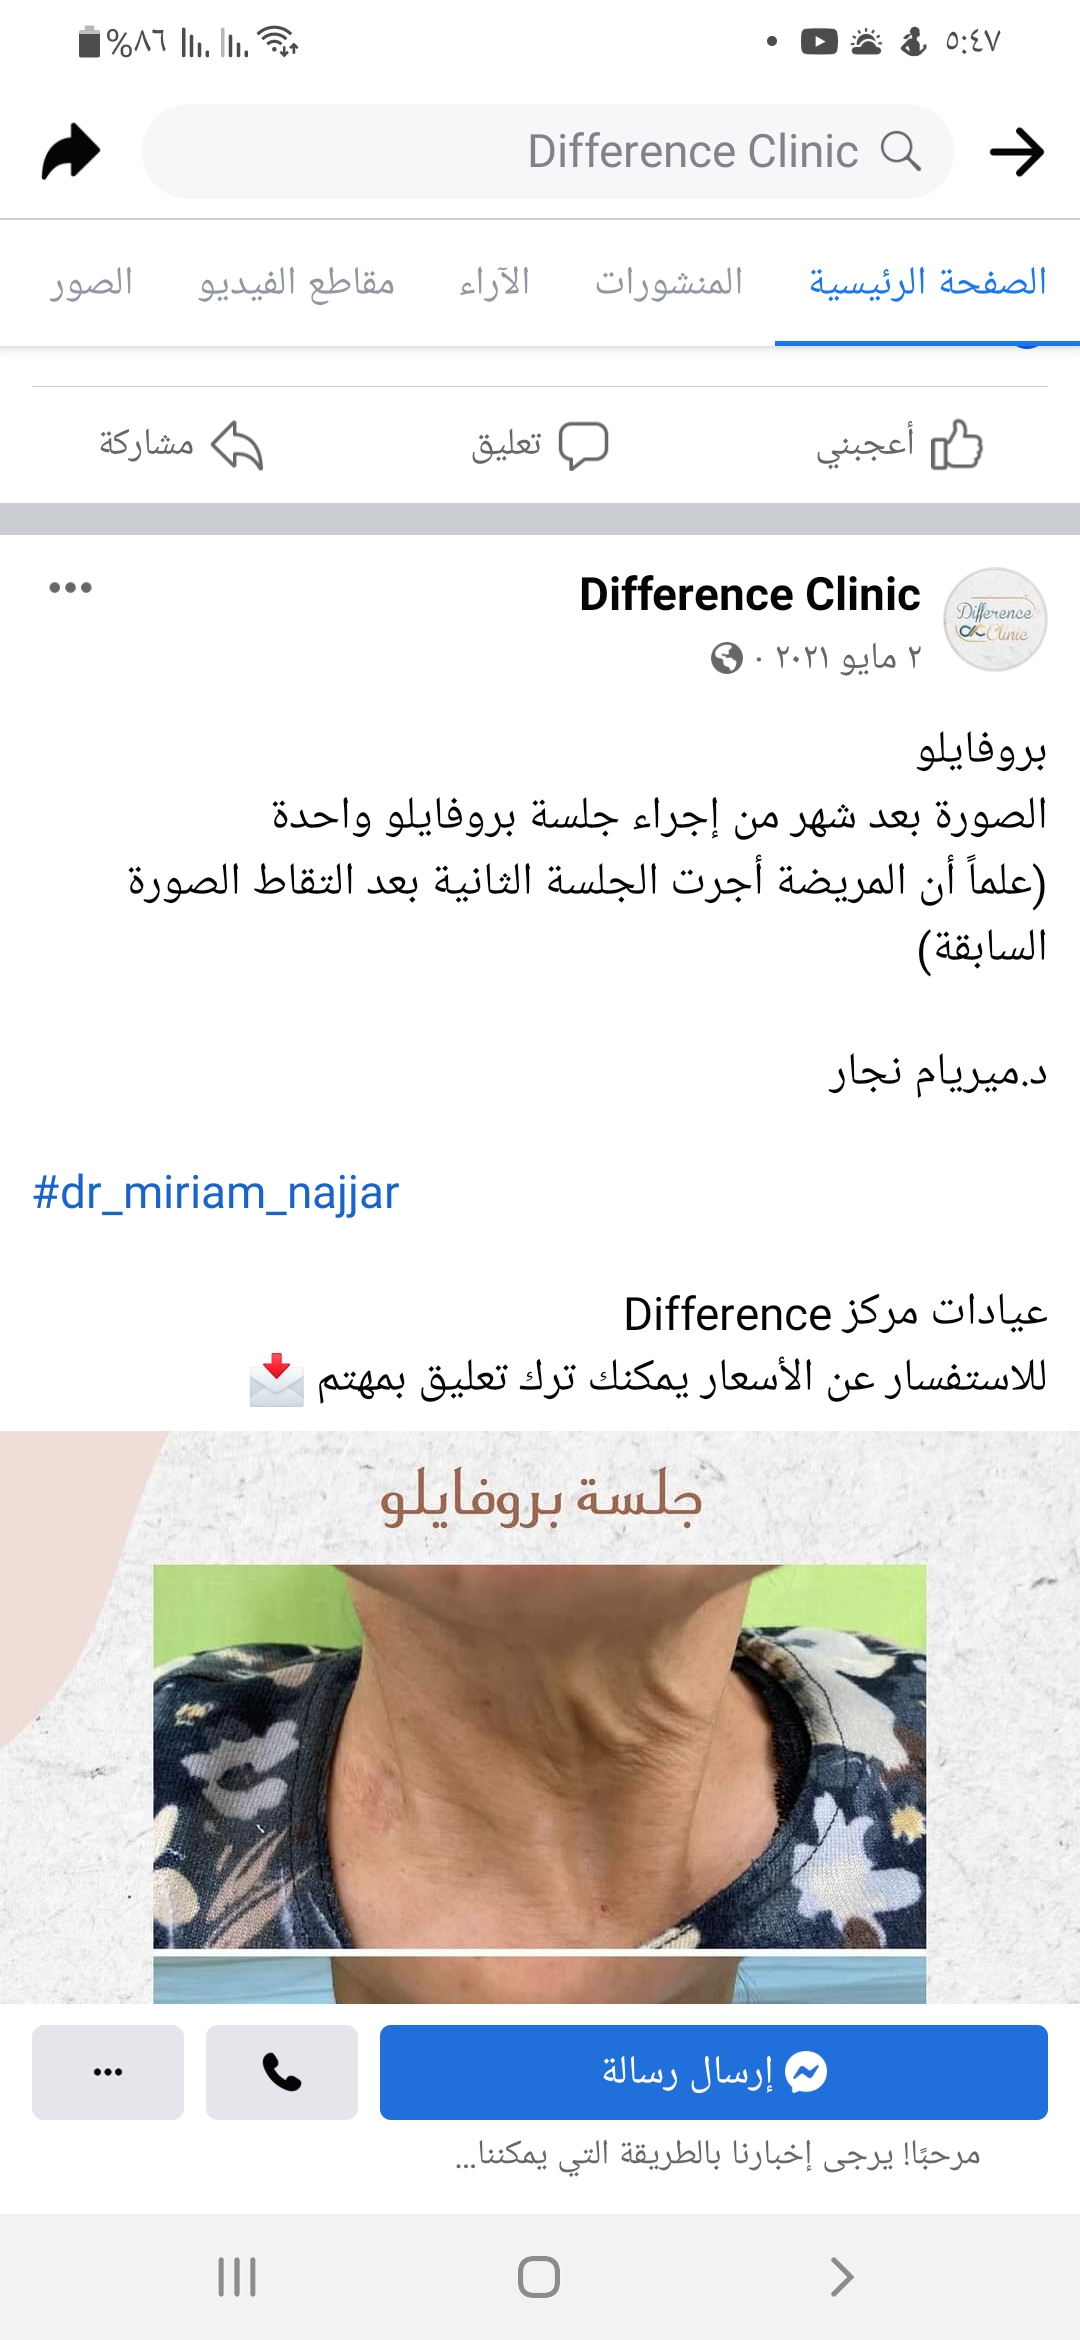 %٨٦
٥:٤٧
Difference Clinic
الصفحة الرئيسية
المنشورات
الآراء
مقاطع الفيديو
الصور
أعجبني
تعليق
مشاركة
Difference Clinic
Difference
Clinic
٢ مايو ٢٠٢١ ·
بروفايلو
الصورة بعد شهر من إجراء جلسة بروفايلو واحدة
(علماً أن المريضة أجرت الجلسة الثانية بعد التقاط الصورة
السابقة)
د.ميريام نجار
#dr_miriam_najjar
عيادات مركز Difference
للاستفسار عن الأسعار يمكنك ترك تعليق بمهتم
جلسة بروفايلو
إرسال رسالة
مرحبًا! يرجى إخبارنا بالطريقة التي يمكننا...